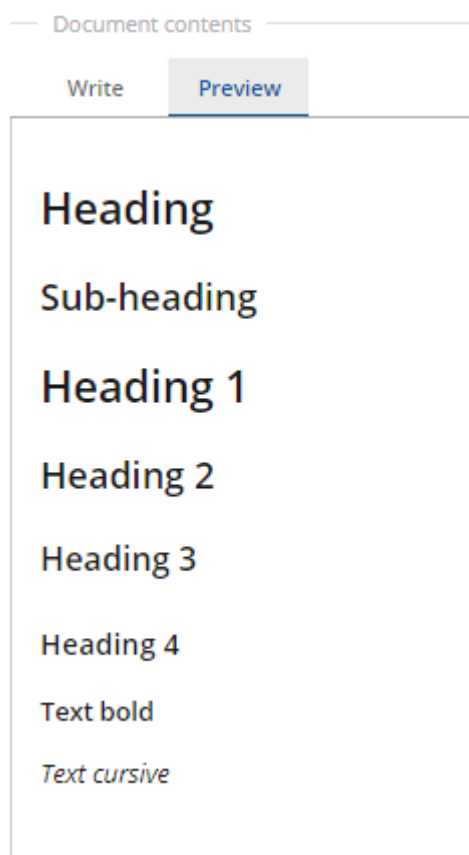 Document contents
Write Preview
Heading
Sub-heading
Heading 1
Heading 2
Heading 3
Heading 4
Text bold
Text cursive